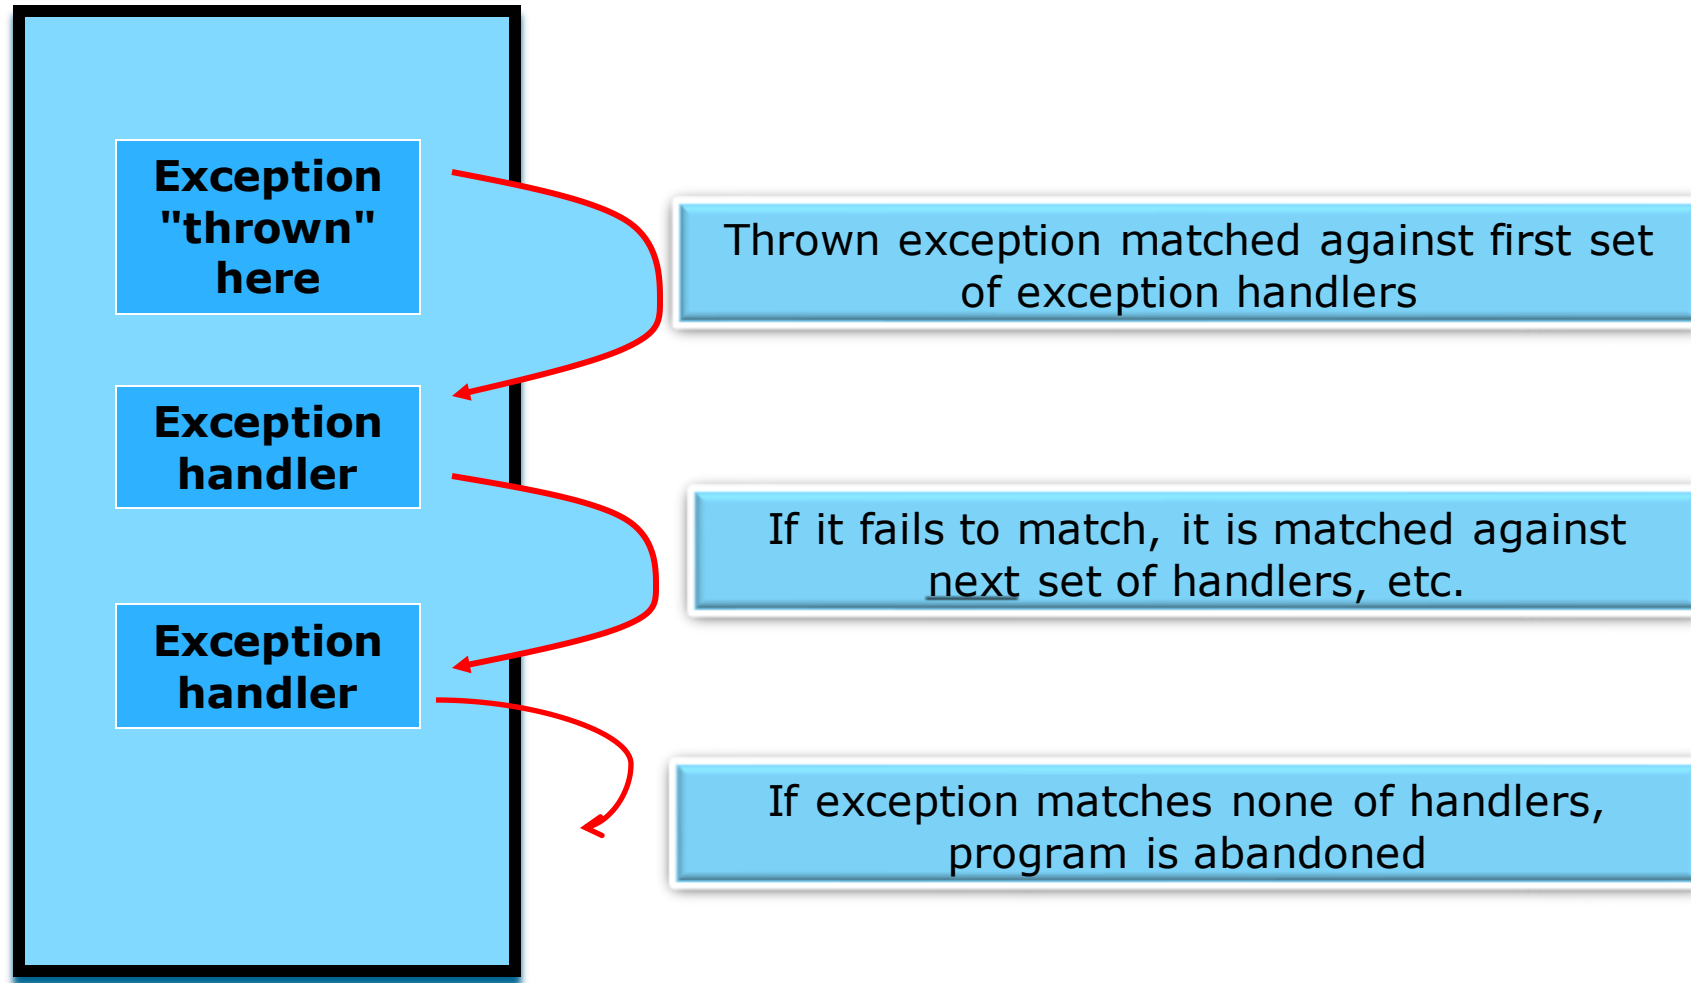 Exception
"thrown"
here
Thrown exception matched against first set
of exception handlers
Exception
handler
If it fails to match, it is matched against
next set of handlers, etc.
Exception
handler
If exception matches none of handlers,
program is abandoned